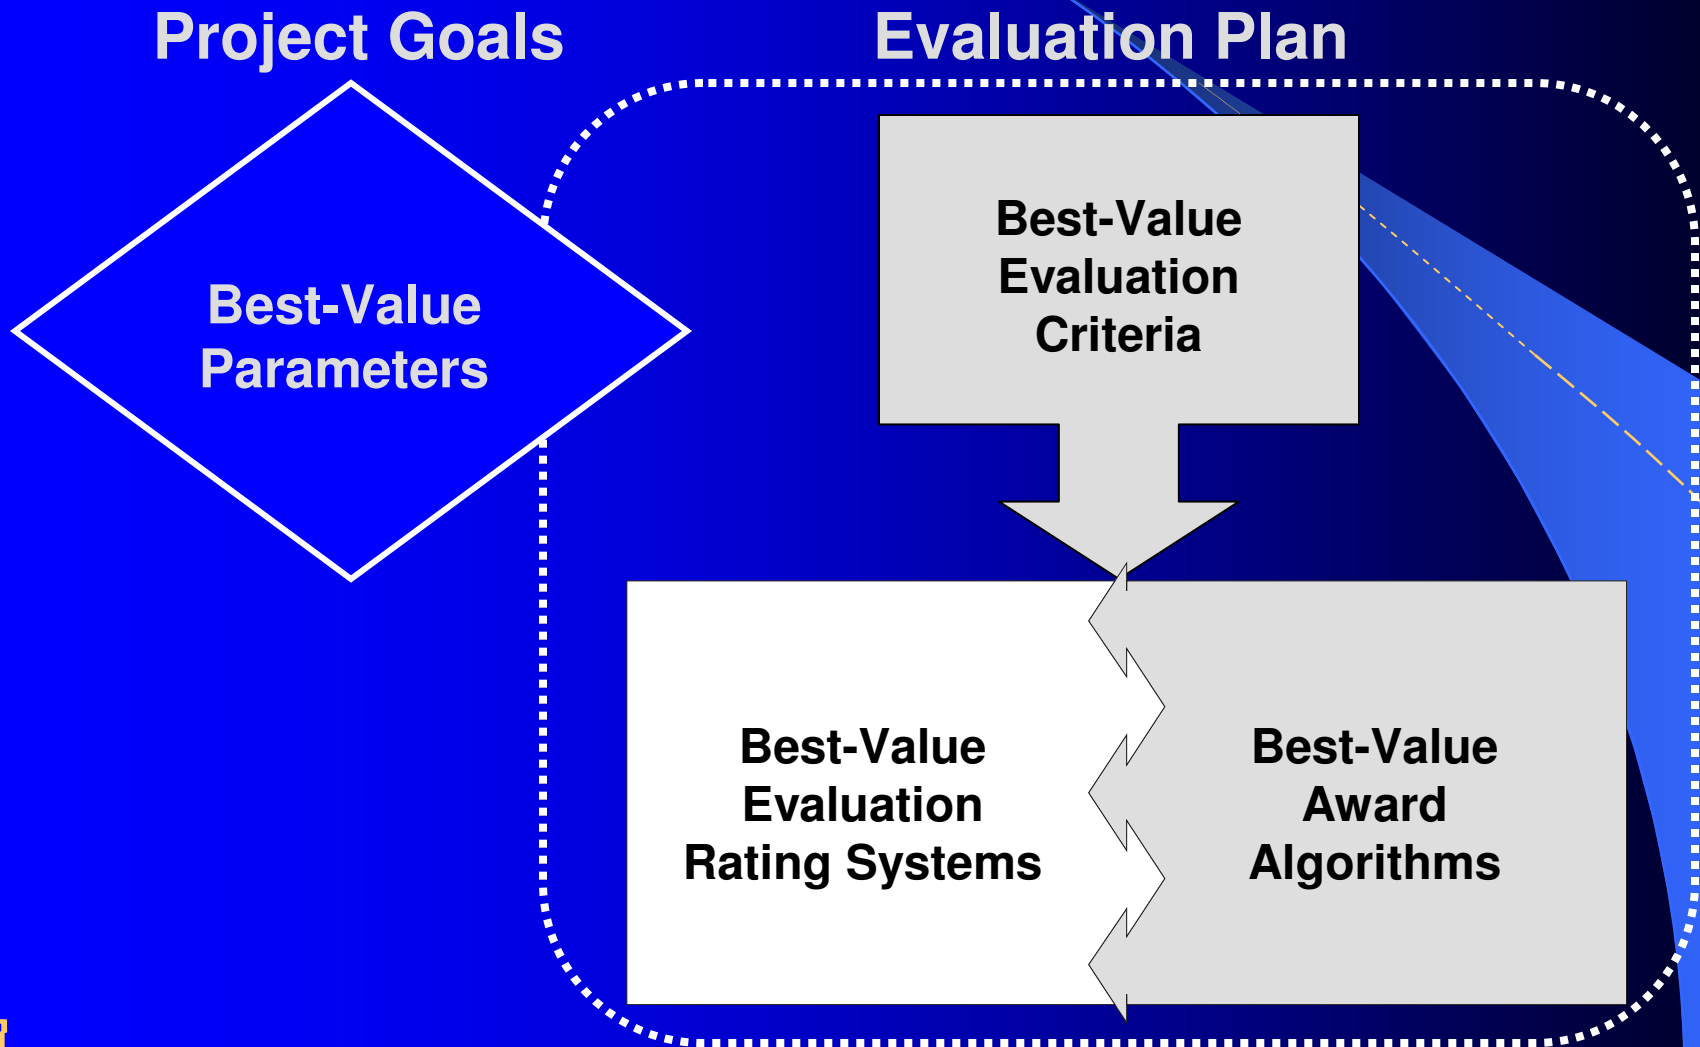 Project Goals
Evaluation Plan
Best-Value
Parameters
Best-Value
Evaluation
Criteria
Best-Value
Evaluation
Rating Systems
Best-Value
Award
Algorithms